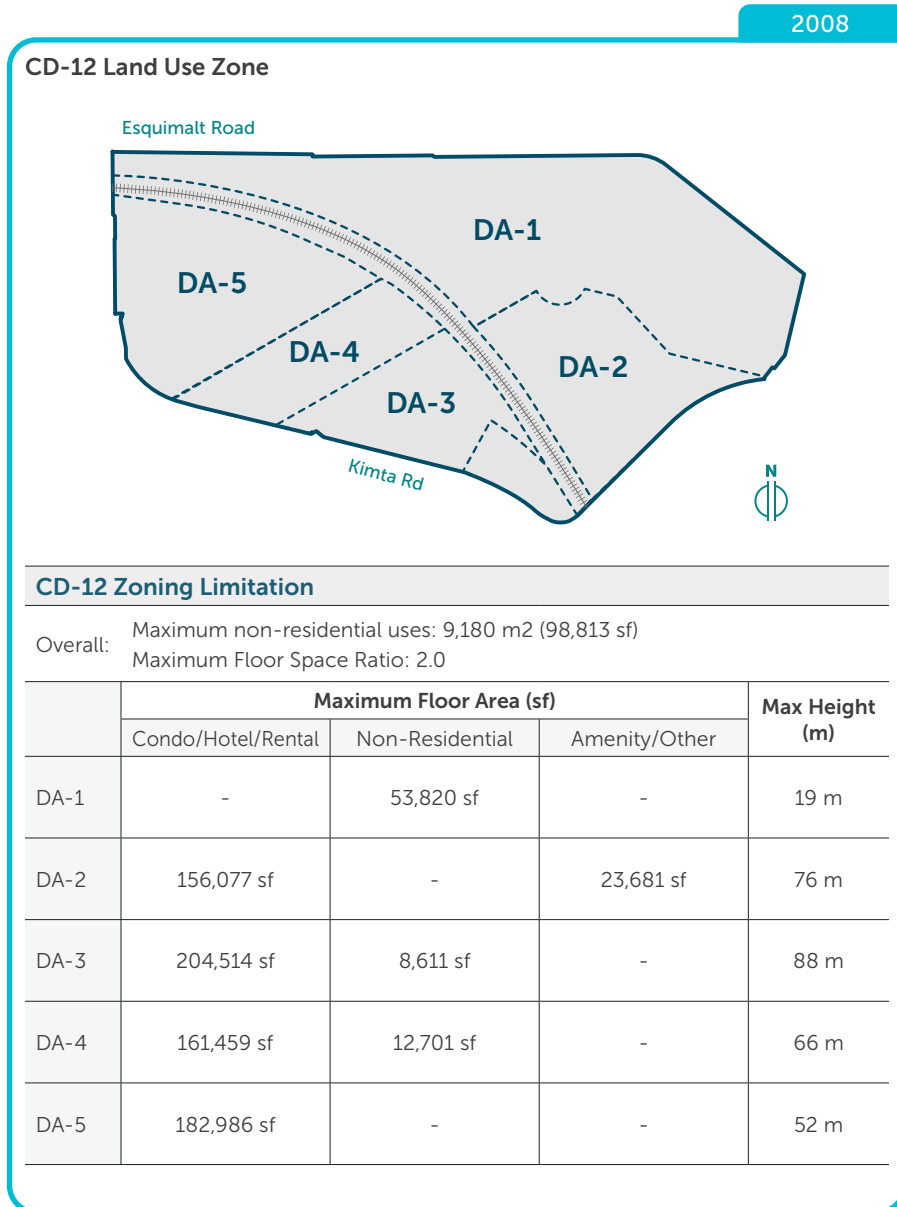 2008
CD-12 Land Use Zone
Esquimalt Road
DA-1
DA-5
DA-4
DA-2
DA-3
Kimta Rd
N
CD-12 Zoning Limitation
Overall:
Maximum non-residential uses: 9,180 m2 (98,813 sf)
Maximum Floor Space Ratio: 2.0
Maximum Floor Area (sf)
Max Height
(m)
Condo/Hotel/Rental Non-Residential Amenity/Other
DA-1 - 53,820 sf - 19 m
DA-2 156,077 sf - 23,681 sf 76 m
DA-3 204,514 sf 8,611 sf - 88 m
DA-4 161,459 sf 12,701 sf - 66 m
DA-5 182,986 sf - - 52 m